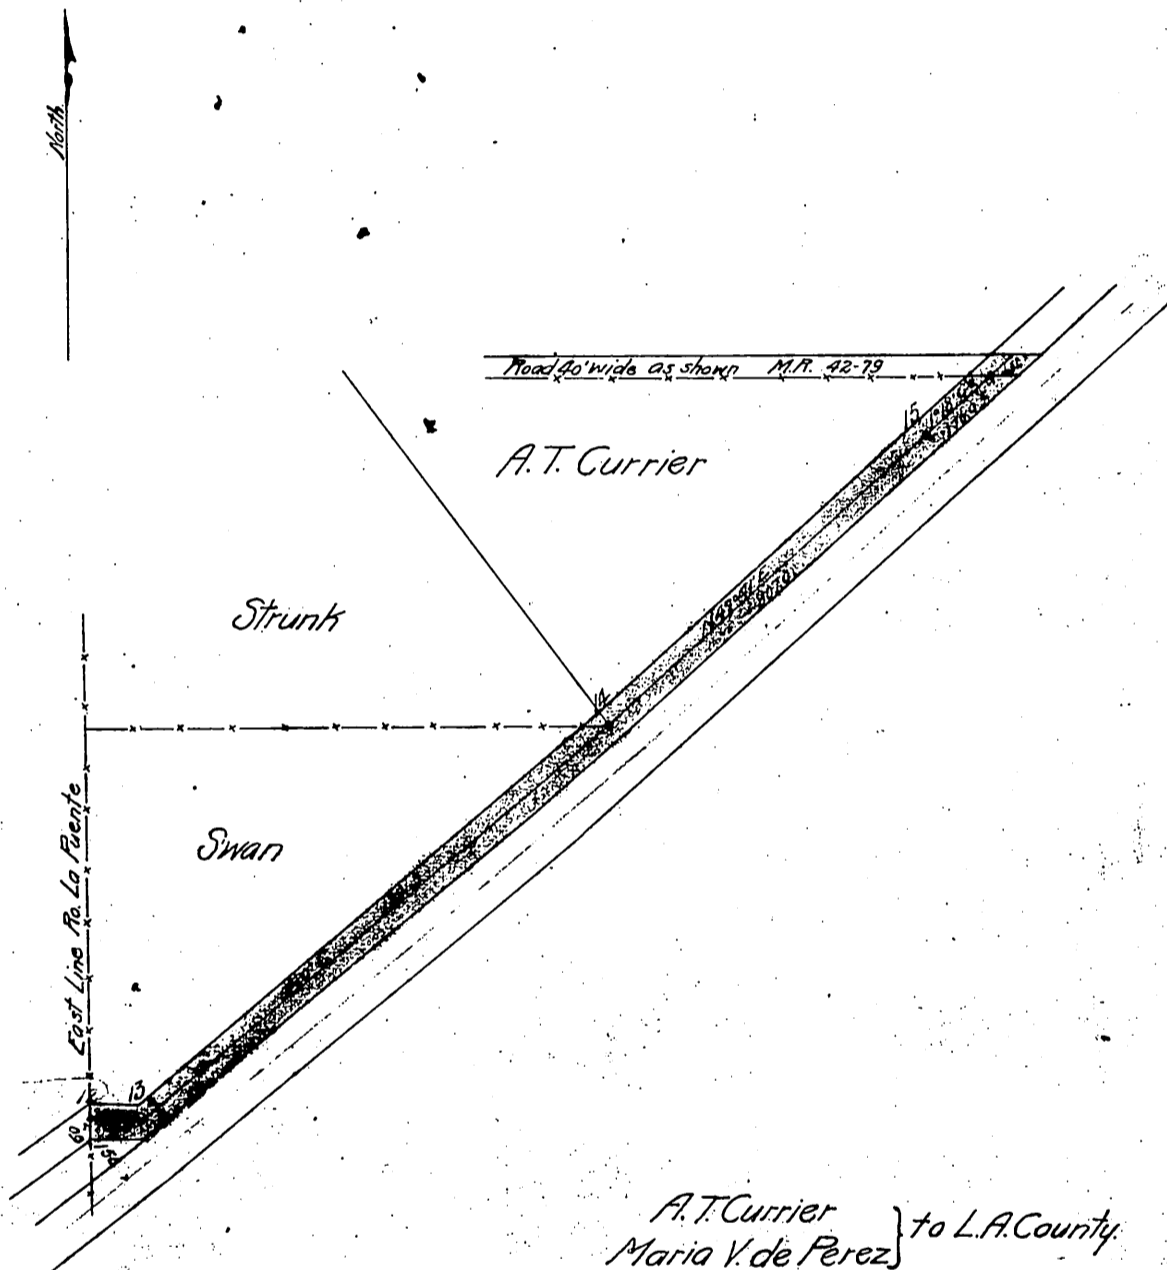 North
Road 40' wide as shown M.R. 42-79
A.T. Currier
15
Strunk
14
East Line Ro. La Puente
Swan
13
60
A.T. Currier
Maria V. de Perez } to L.A. County.